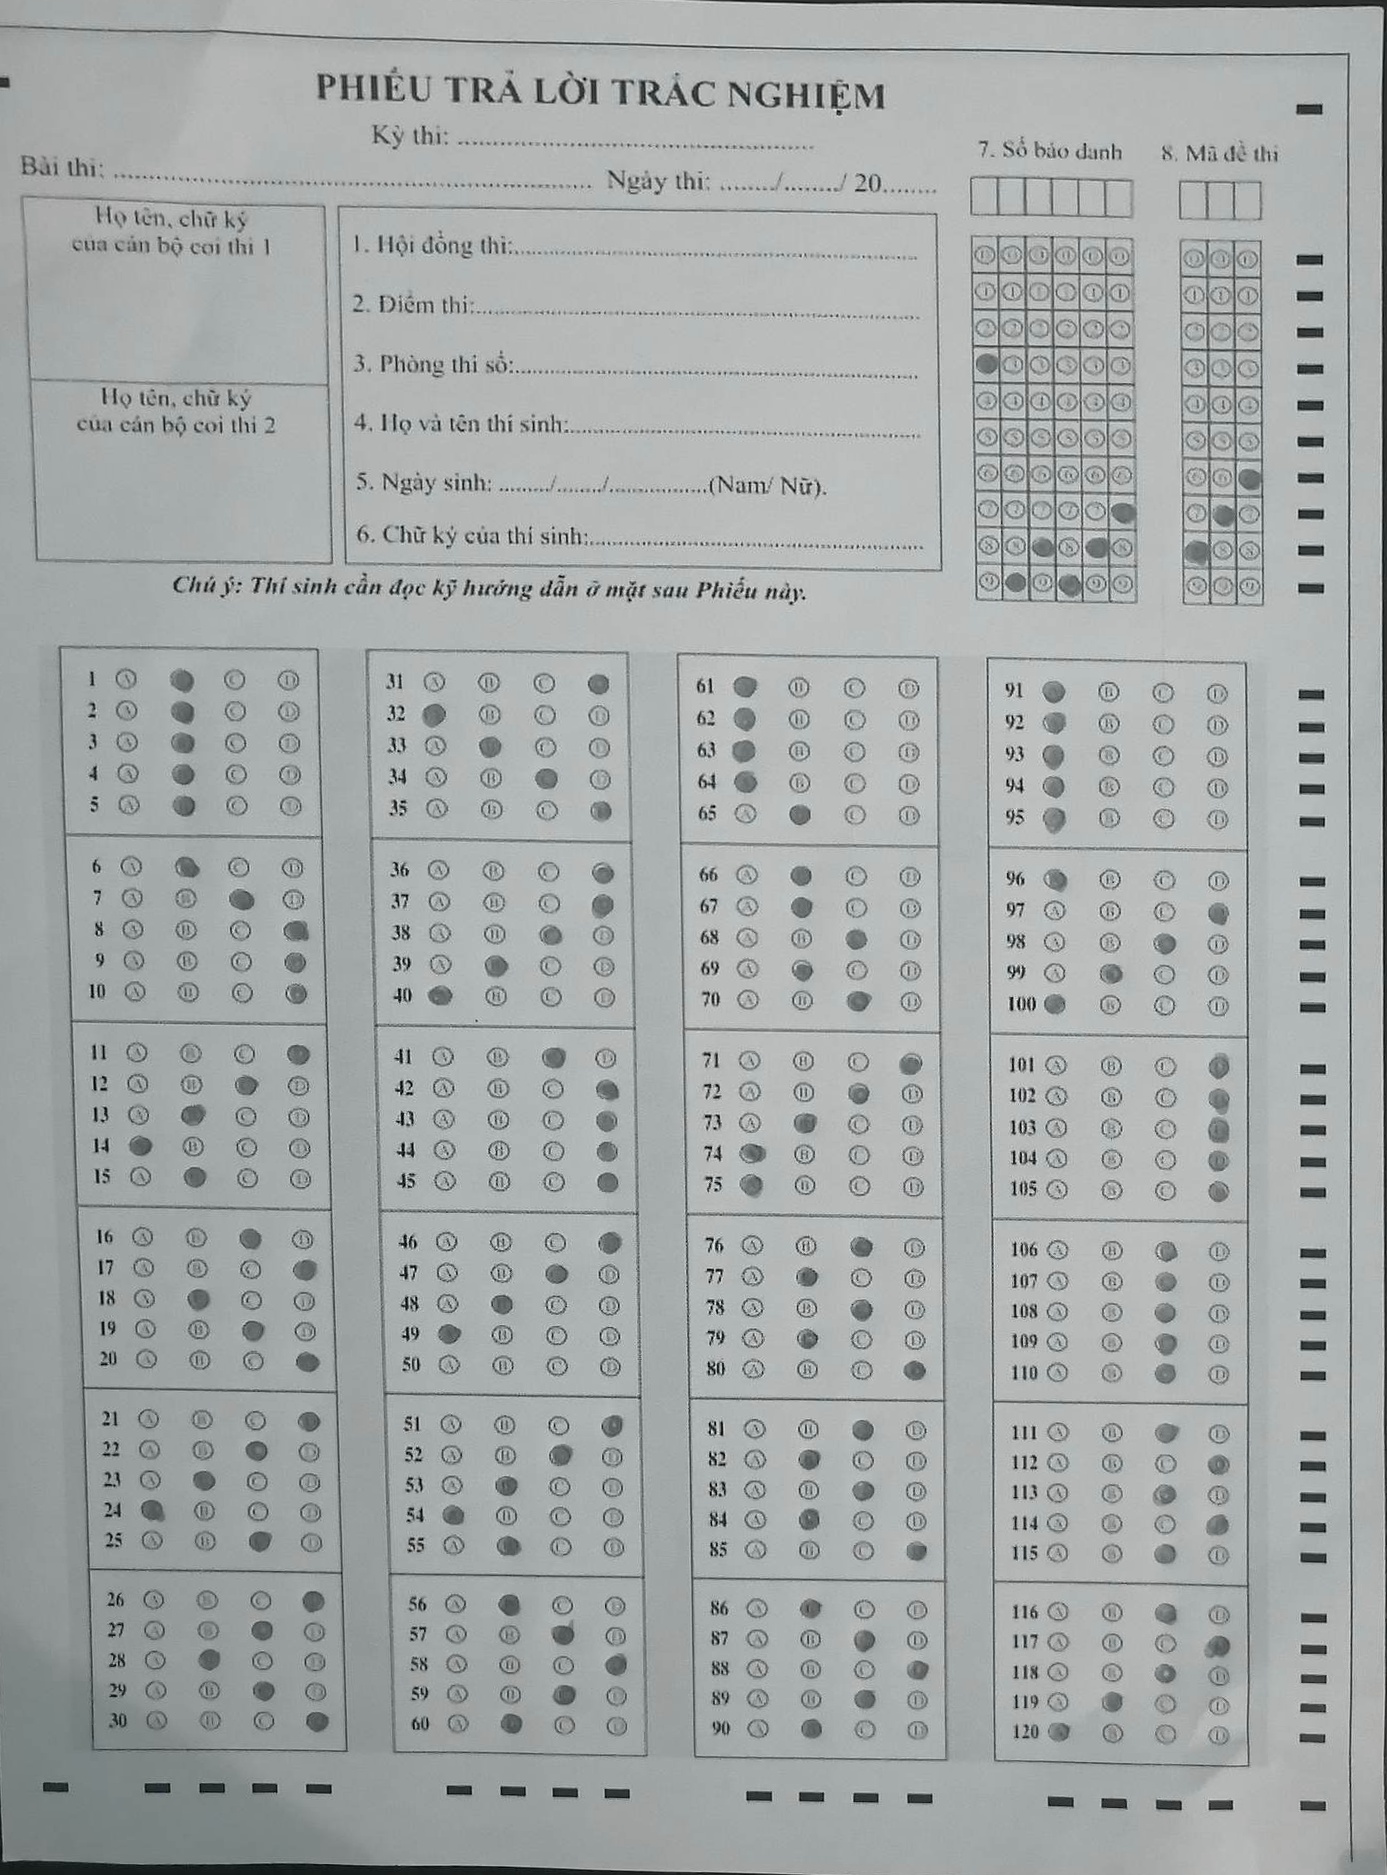 PHIẾU TRẢ LỜI TRẮC NGHIỆM
Kỳ thi: ........................
Bài thi: ........................ Ngày thi: ......../......../ 20........
7. Số báo danh 8. Mã đề thi
Họ tên, chữ ký
của cán bộ coi thi 1
Họ tên, chữ ký
của cán bộ coi thi 2
1. Hội đồng thi:........................
2. Điểm thi:........................
3. Phòng thi số:........................
4. Họ và tên thí sinh:........................
5. Ngày sinh: ......../......../................(Nam/ Nữ).
6. Chữ ký của thí sinh:........................
Chú ý: Thí sinh cần đọc kỹ hướng dẫn ở mặt sau Phiếu này.
1 A C D
2 A C D
3 A C D
4 A C D
5 A C D
6 A C D
7 A B D
8 A B C
9 A B C
10 A B C
11 A B C
12 A B D
13 A C D
14 B C D
15 A C D
16 A B D
17 A B C
18 A C D
19 A B D
20 A B C
21 A B C
22 A B D
23 A C D
24 B C D
25 A B D
26 A B C
27 A B D
28 A C D
29 A B D
30 A B C
31 A B C
32 B C D
33 A C D
34 A B D
35 A B C
36 A B C
37 A B C
38 A B D
39 A C D
40 B C D
41 A B D
42 A B C
43 A B C
44 A B C
45 A B C
46 A B C
47 A B D
48 A C D
49 B C D
50 A B C D
51 A B C
52 A B D
53 A C D
54 B C D
55 A C D
56 A C D
57 A B D
58 A B C
59 A B D
60 A C D
61 B C D
62 B C D
63 B C D
64 B C D
65 A C D
66 A C D
67 A C D
68 A B D
69 A C D
70 A B D
71 A B C
72 A B D
73 A C D
74 B C D
75 B C D
76 A B D
77 A C D
78 A B D
79 A C D
80 A B C
81 A B D
82 A C D
83 A B D
84 A C D
85 A B C
86 A C D
87 A B D
88 A B C
89 A B D
90 A C D
91 B C D
92 B C D
93 B C D
94 B C D
95 B C D
96 B C D
97 A B C
98 A B D
99 A C D
100 B C D
101 A B C
102 A B C
103 A B C
104 A B C
105 A B C
106 A B D
107 A B D
108 A B D
109 A B D
110 A B D
111 A B D
112 A B C
113 A B D
114 A B C
115 A B D
116 A B D
117 A B C
118 A B D
119 A C D
120 B C D